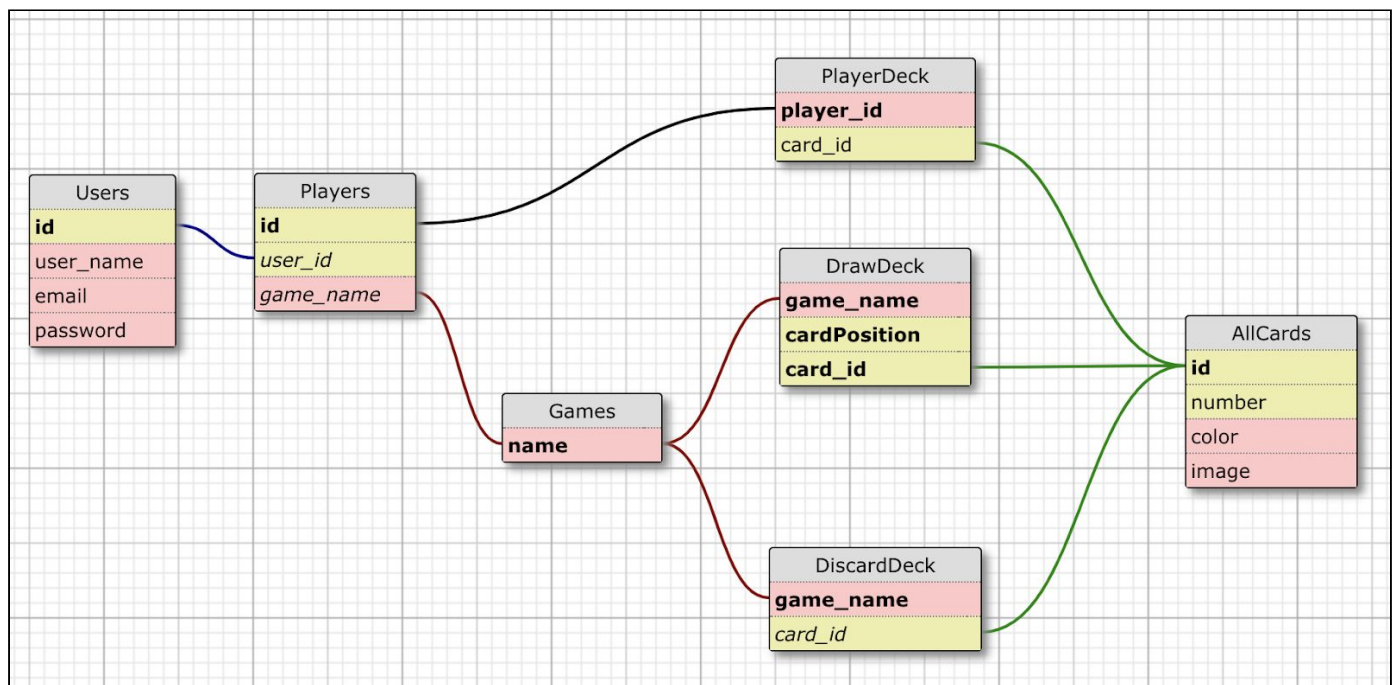 Users
id
user_name
email
password
Players
id
user_id
game_name
Games
name
PlayerDeck
player_id
card_id
DrawDeck
game_name
cardPosition
card_id
DiscardDeck
game_name
card_id
AllCards
id
number
color
image